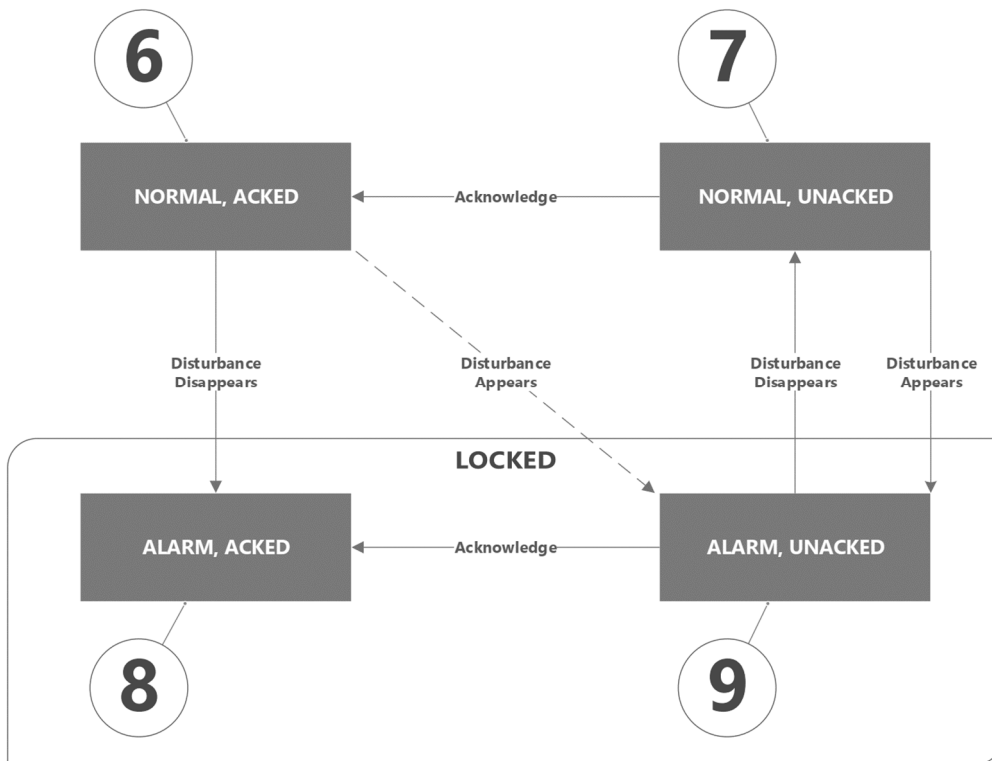 6
7
NORMAL, ACKED
Acknowledge
NORMAL, UNACKED
Disturbance
Disappears
Disturbance
Appears
Disturbance
Disappears
Disturbance
Appears
LOCKED
ALARM, ACKED
Acknowledge
ALARM, UNACKED
8
9